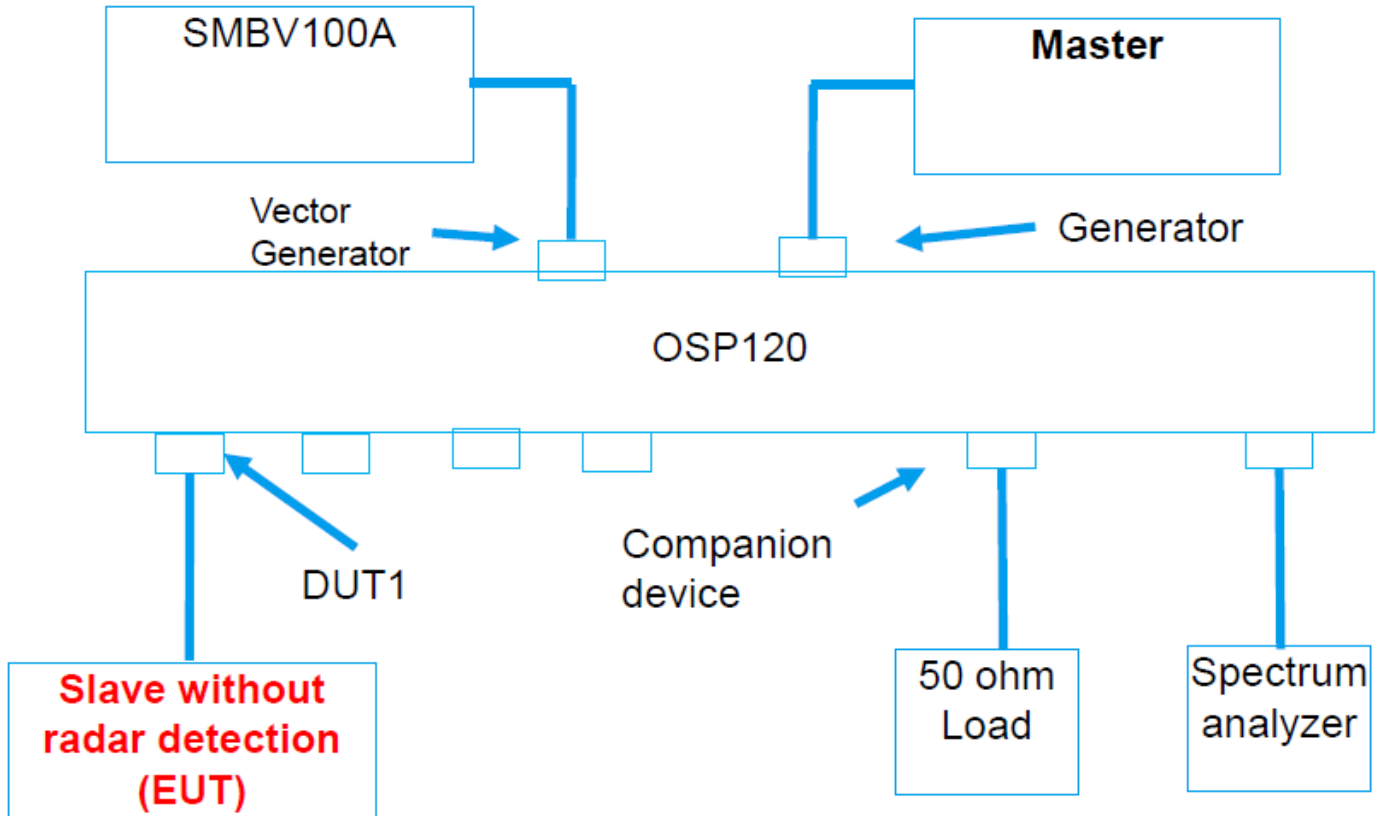 SMBV100A
Master
Vector
Generator
Generator
OSP120
DUT1
Companion
device
Slave without
radar detection
(EUT)
50 ohm
Load
Spectrum
analyzer